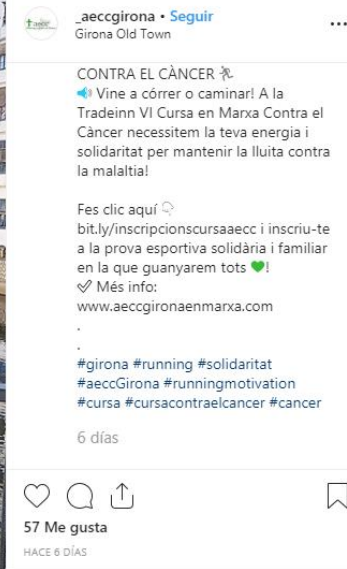 _aeccgirona • Seguir
Girona Old Town
aecc
CONTRA EL CÀNCER 🏃
🔊 Vine a córrer o caminar! A la
Tradeinn VI Cursa en Marxa Contra el
Càncer necessitem la teva energia i
solidaritat per mantenir la lluita contra
la malaltia!
Fes clic aquí 👇
bit.ly/inscripcionscursaaecc i inscriu-te
a la prova esportiva solidària i familiar
en la que guanyarem tots 💚!
✅ Més info:
www.aeccgironaenmarxa.com
.
.
#girona #running #solidaritat
#aeccGirona #runningmotivation
#cursa #cursacontraelcancer #cancer
6 días
57 Me gusta
HACE 6 DÍAS